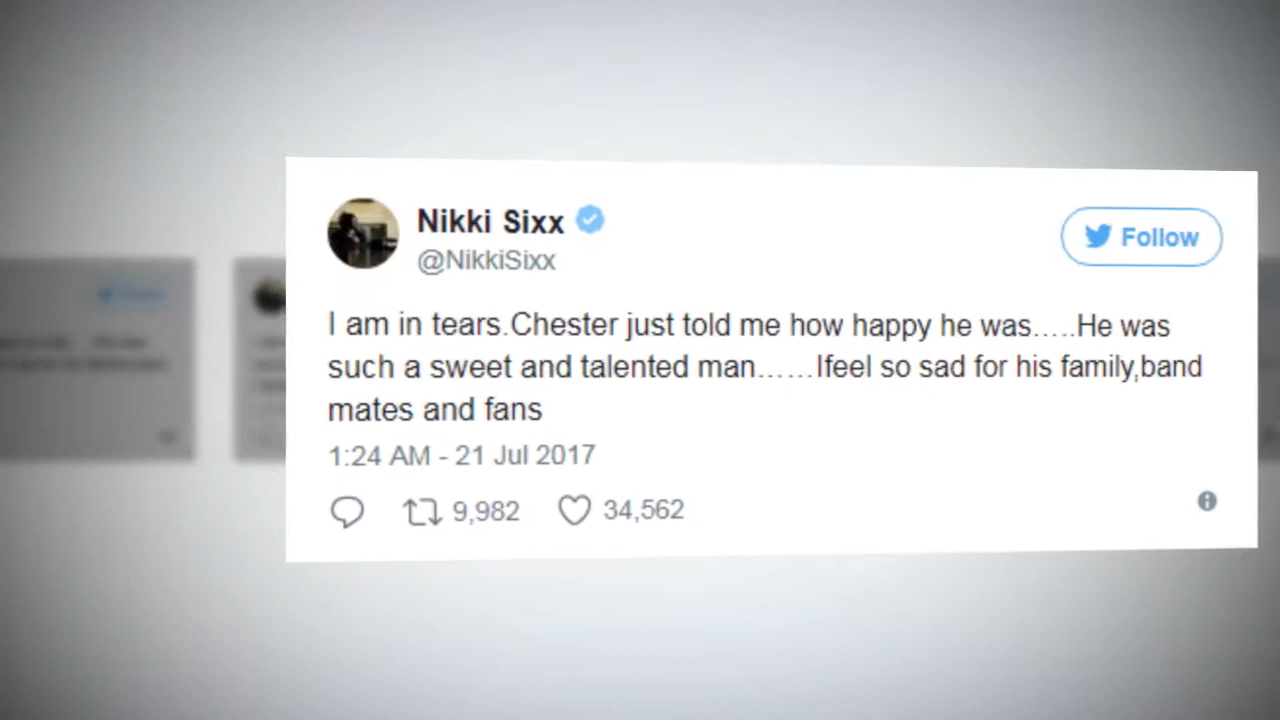 Nikki Sixx
@NikkiSixx
Follow
I am in tears.Chester just told me how happy he was.....He was
such a sweet and talented man......Ifeel so sad for his family,band
mates and fans
1:24 AM - 21 Jul 2017
9,982 34,562